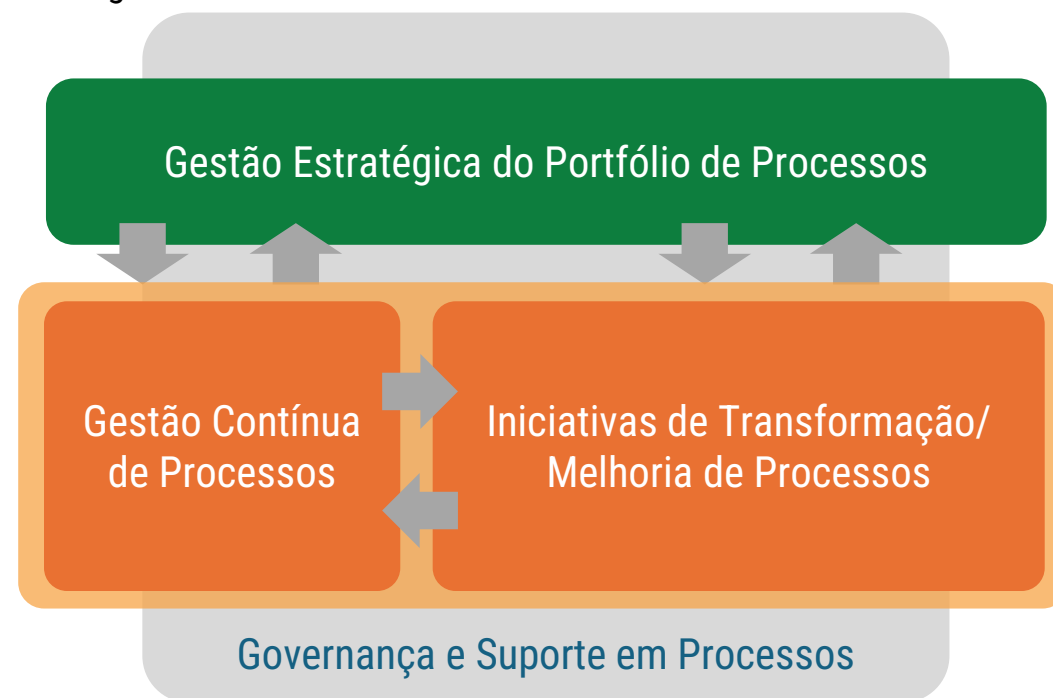 Gestão Estratégica do Portfólio de Processos
Gestão Contínua
de Processos
Iniciativas de Transformação/
Melhoria de Processos
Governança e Suporte em Processos